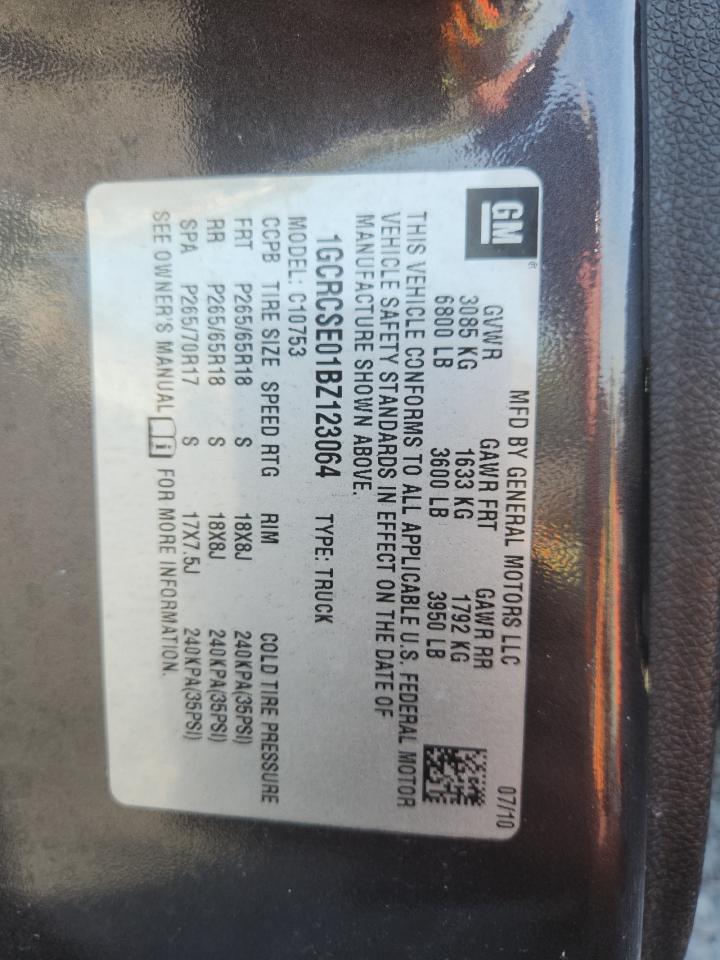 GM®
MFD BY GENERAL MOTORS LLC 07/10
GVWR GAWR FRT GAWR RR
3085 KG 1633 KG 1792 KG
6800 LB 3600 LB 3950 LB
THIS VEHICLE CONFORMS TO ALL APPLICABLE U.S. FEDERAL MOTOR
VEHICLE SAFETY STANDARDS IN EFFECT ON THE DATE OF
MANUFACTURE SHOWN ABOVE.
1GCRCSE01BZ123064 TYPE: TRUCK
MODEL: C10753
CCPB TIRE SIZE SPEED RTG RIM COLD TIRE PRESSURE
FRT P265/65R18 S 18X8J 240KPA(35PSI)
RR P265/65R18 S 18X8J 240KPA(35PSI)
SPA P265/70R17 S 17X7.5J 240KPA(35PSI)
SEE OWNER'S MANUAL i FOR MORE INFORMATION.